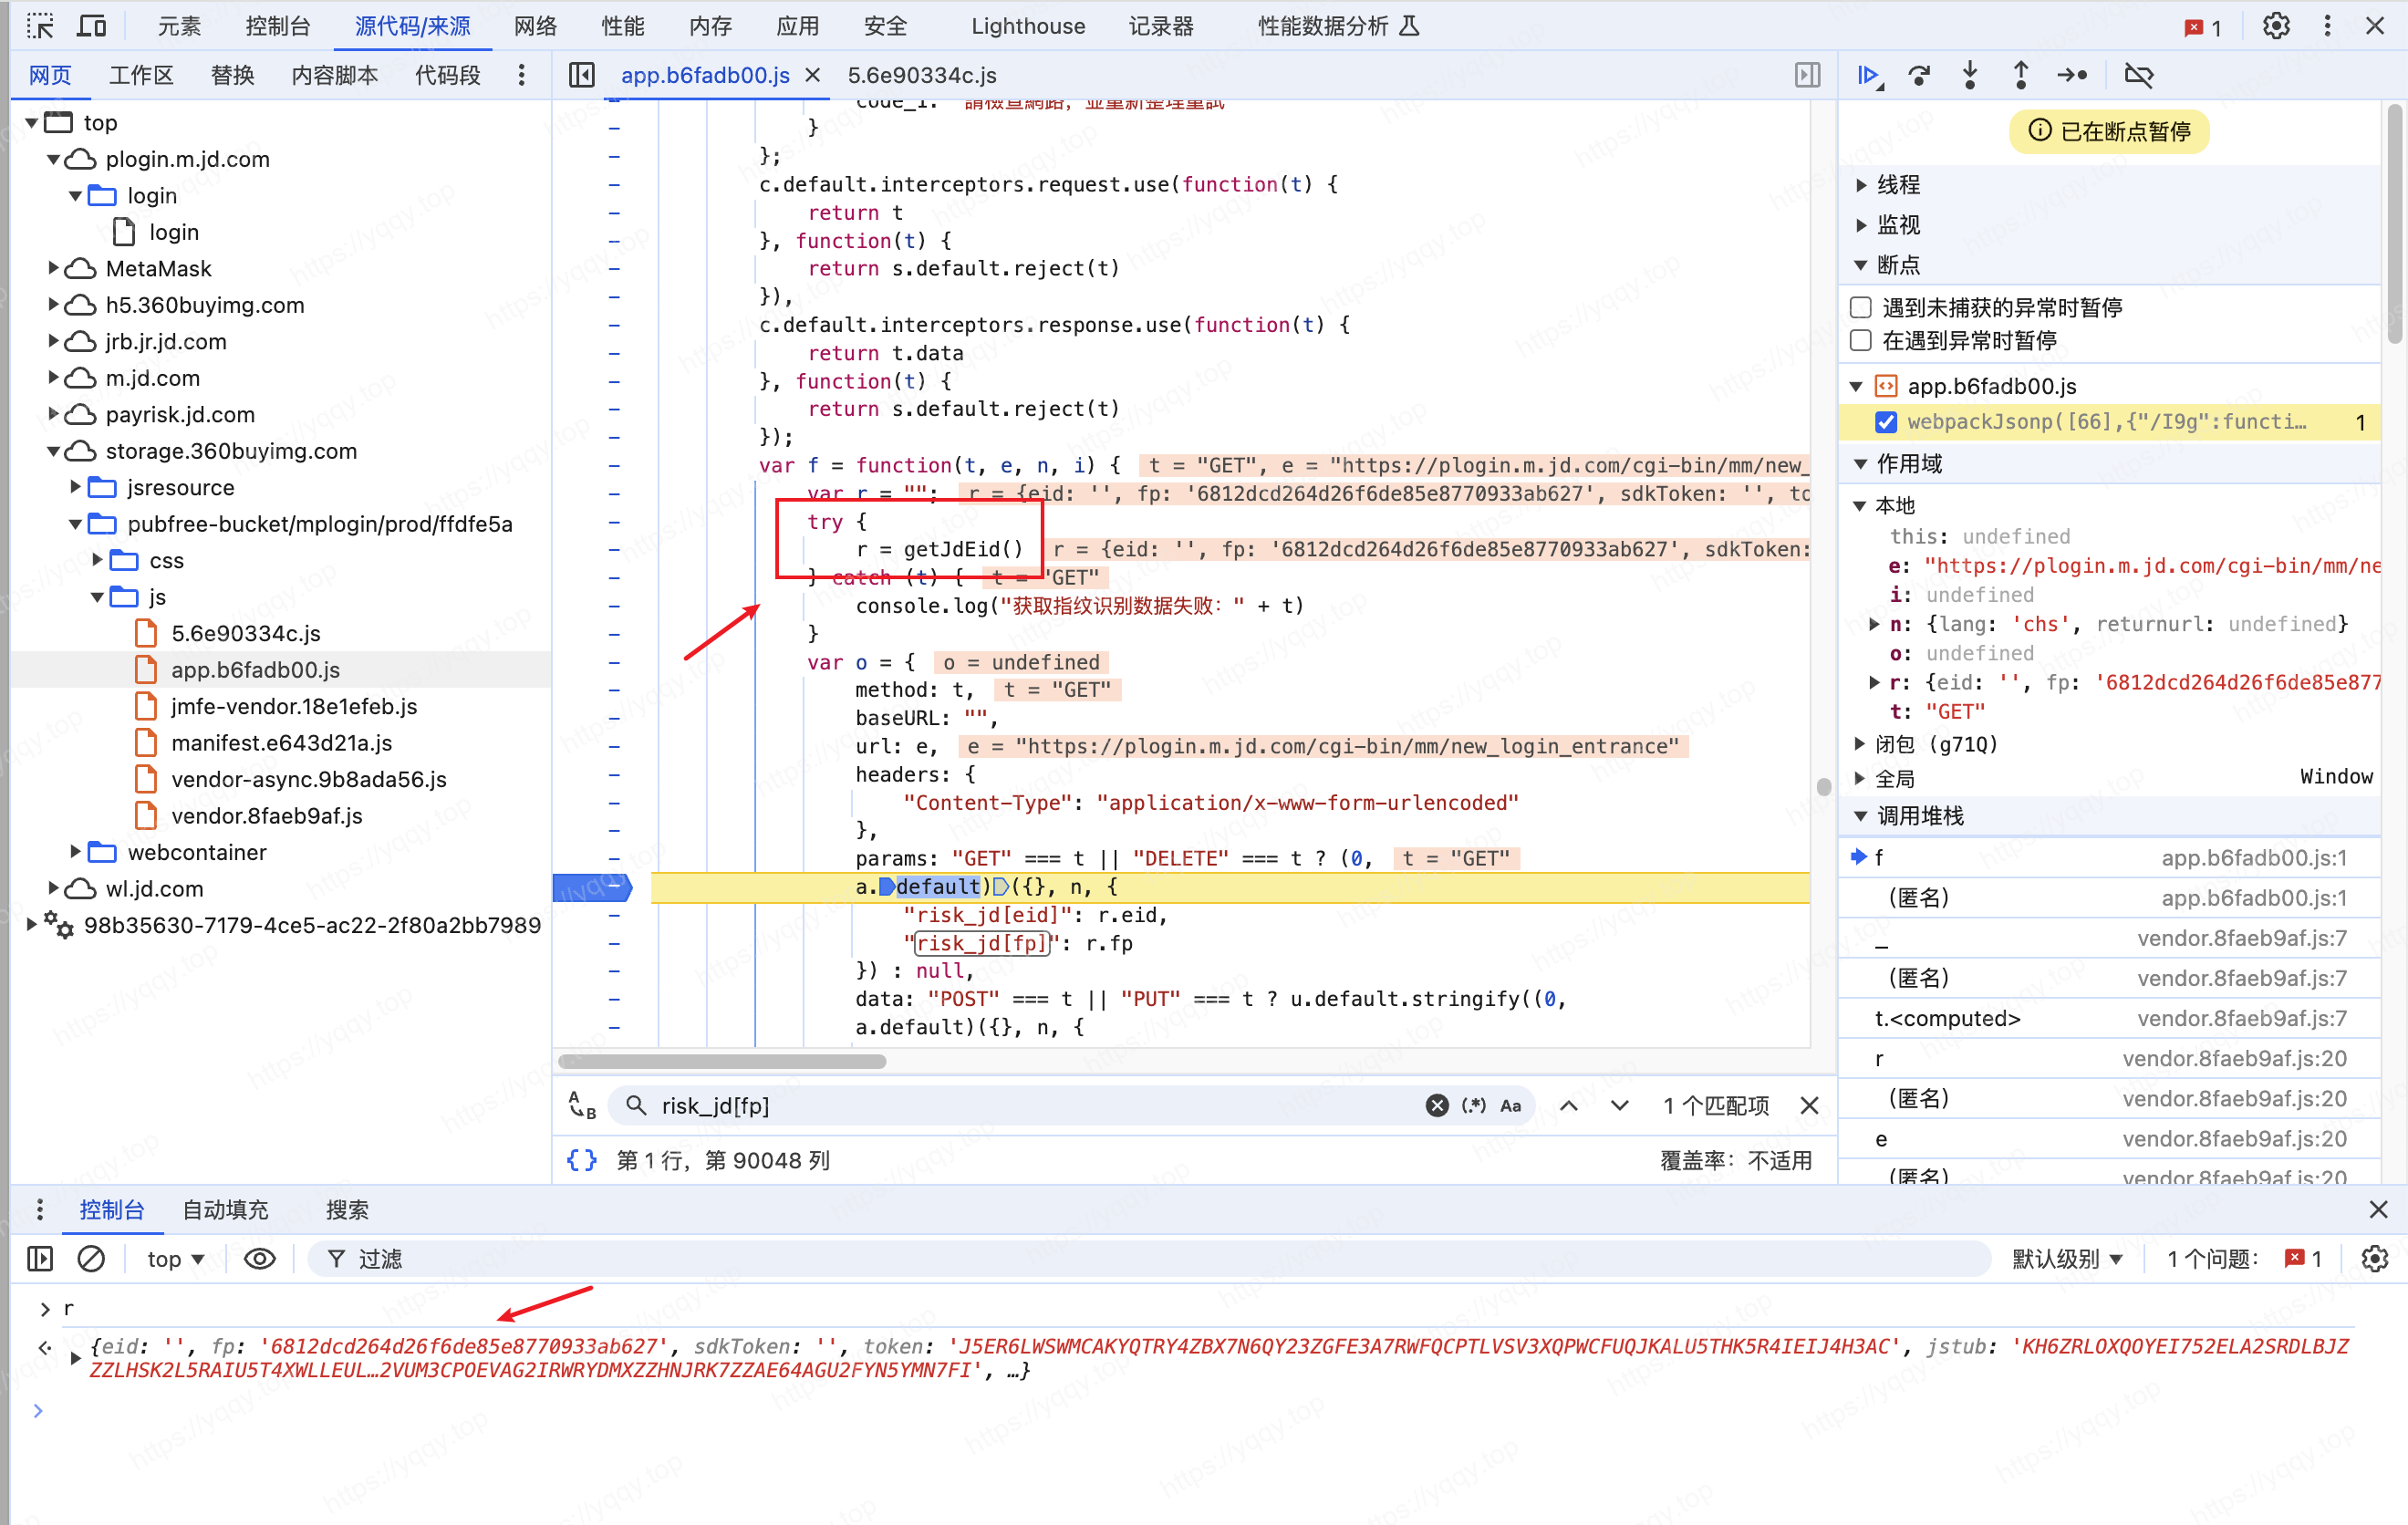 元素 控制台 源代码/来源 网络 性能 内存 应用 安全 Lighthouse 记录器 性能数据分析 1
网页 工作区 替换 内容脚本 代码段
app.b6fadb00.js 5.6e90334c.js
top
plogin.m.jd.com
login
login
MetaMask
h5.360buyimg.com
jrb.jr.jd.com
m.jd.com
payrisk.jd.com
storage.360buyimg.com
jsresource
pubfree-bucket/mplogin/prod/ffdfe5a
css
js
5.6e90334c.js
app.b6fadb00.js
jmfe-vendor.18e1efeb.js
manifest.e643d21a.js
vendor-async.9b8ada56.js
vendor.8faeb9af.js
webcontainer
wl.jd.com
98b35630-7179-4ce5-ac22-2f80a2bb7989
code_1: "請檢查網路，並重新整理重試
}
};
c.default.interceptors.request.use(function(t) {
return t
}, function(t) {
return s.default.reject(t)
}),
c.default.interceptors.response.use(function(t) {
return t.data
}, function(t) {
return s.default.reject(t)
});
var f = function(t, e, n, i) { t = "GET", e = "https://plogin.m.jd.com/cgi-bin/mm/new_
var r = ""; r = {eid: '', fp: '6812dcd264d26f6de85e8770933ab627', sdkToken: '', to
try {
r = getJdEid() r = {eid: '', fp: '6812dcd264d26f6de85e8770933ab627', sdkToken:
} catch (t) { t = "GET"
console.log("获取指纹识别数据失败：" + t)
}
var o = { o = undefined
method: t, t = "GET"
baseURL: "",
url: e, e = "https://plogin.m.jd.com/cgi-bin/mm/new_login_entrance"
headers: {
"Content-Type": "application/x-www-form-urlencoded"
},
params: "GET" === t || "DELETE" === t ? (0, t = "GET"
a.default)({}, n, {
"risk_jd[eid]": r.eid,
"risk_jd[fp]": r.fp
}) : null,
data: "POST" === t || "PUT" === t ? u.default.stringify((0,
a.default)({}, n, {
risk_jd[fp] (.*) Aa 1 个匹配项
{} 第 1 行，第 90048 列 覆盖率：不适用
已在断点暂停
线程
监视
断点
遇到未捕获的异常时暂停
在遇到异常时暂停
app.b6fadb00.js
webpackJsonp([66],{"/I9g":functi… 1
作用域
本地
this: undefined
e: "https://plogin.m.jd.com/cgi-bin/mm/ne
i: undefined
n: {lang: 'chs', returnurl: undefined}
o: undefined
r: {eid: '', fp: '6812dcd264d26f6de85e877
t: "GET"
闭包 (g71Q)
全局 Window
调用堆栈
f app.b6fadb00.js:1
(匿名) app.b6fadb00.js:1
_ vendor.8faeb9af.js:7
(匿名) vendor.8faeb9af.js:7
t.<computed> vendor.8faeb9af.js:7
r vendor.8faeb9af.js:20
(匿名) vendor.8faeb9af.js:20
e vendor.8faeb9af.js:20
(匿名) vendor.8faeb9af.js:20
控制台 自动填充 搜索
top 过滤 默认级别 1 个问题： 1
r
{eid: '', fp: '6812dcd264d26f6de85e8770933ab627', sdkToken: '', token: 'J5ER6LWSWMCAKYQTRY4ZBX7N6QY23ZGFE3A7RWFQCPTLVSV3XQPWCFUQJKALU5THK5R4IEIJ4H3AC', jstub: 'KH6ZRLOXQOYEI752ELA2SRDLBJZ
ZZLHSK2L5RAIU5T4XWLLEUL…2VUM3CPOEVAG2IRWRYDMXZZHNJRK7ZZAE64AGU2FYN5YMN7FI', …}
https://yqqy.top